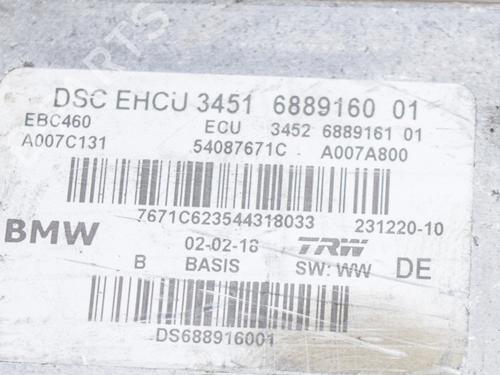 DSC EHCU 3451 6889160 01
EBC460 ECU 3452 6889161 01
A007C131 54087671C A007A800
7671C623544318033 231220-10
BMW 02-02-18 TRW
B BASIS SW: WW DE
DS688916001